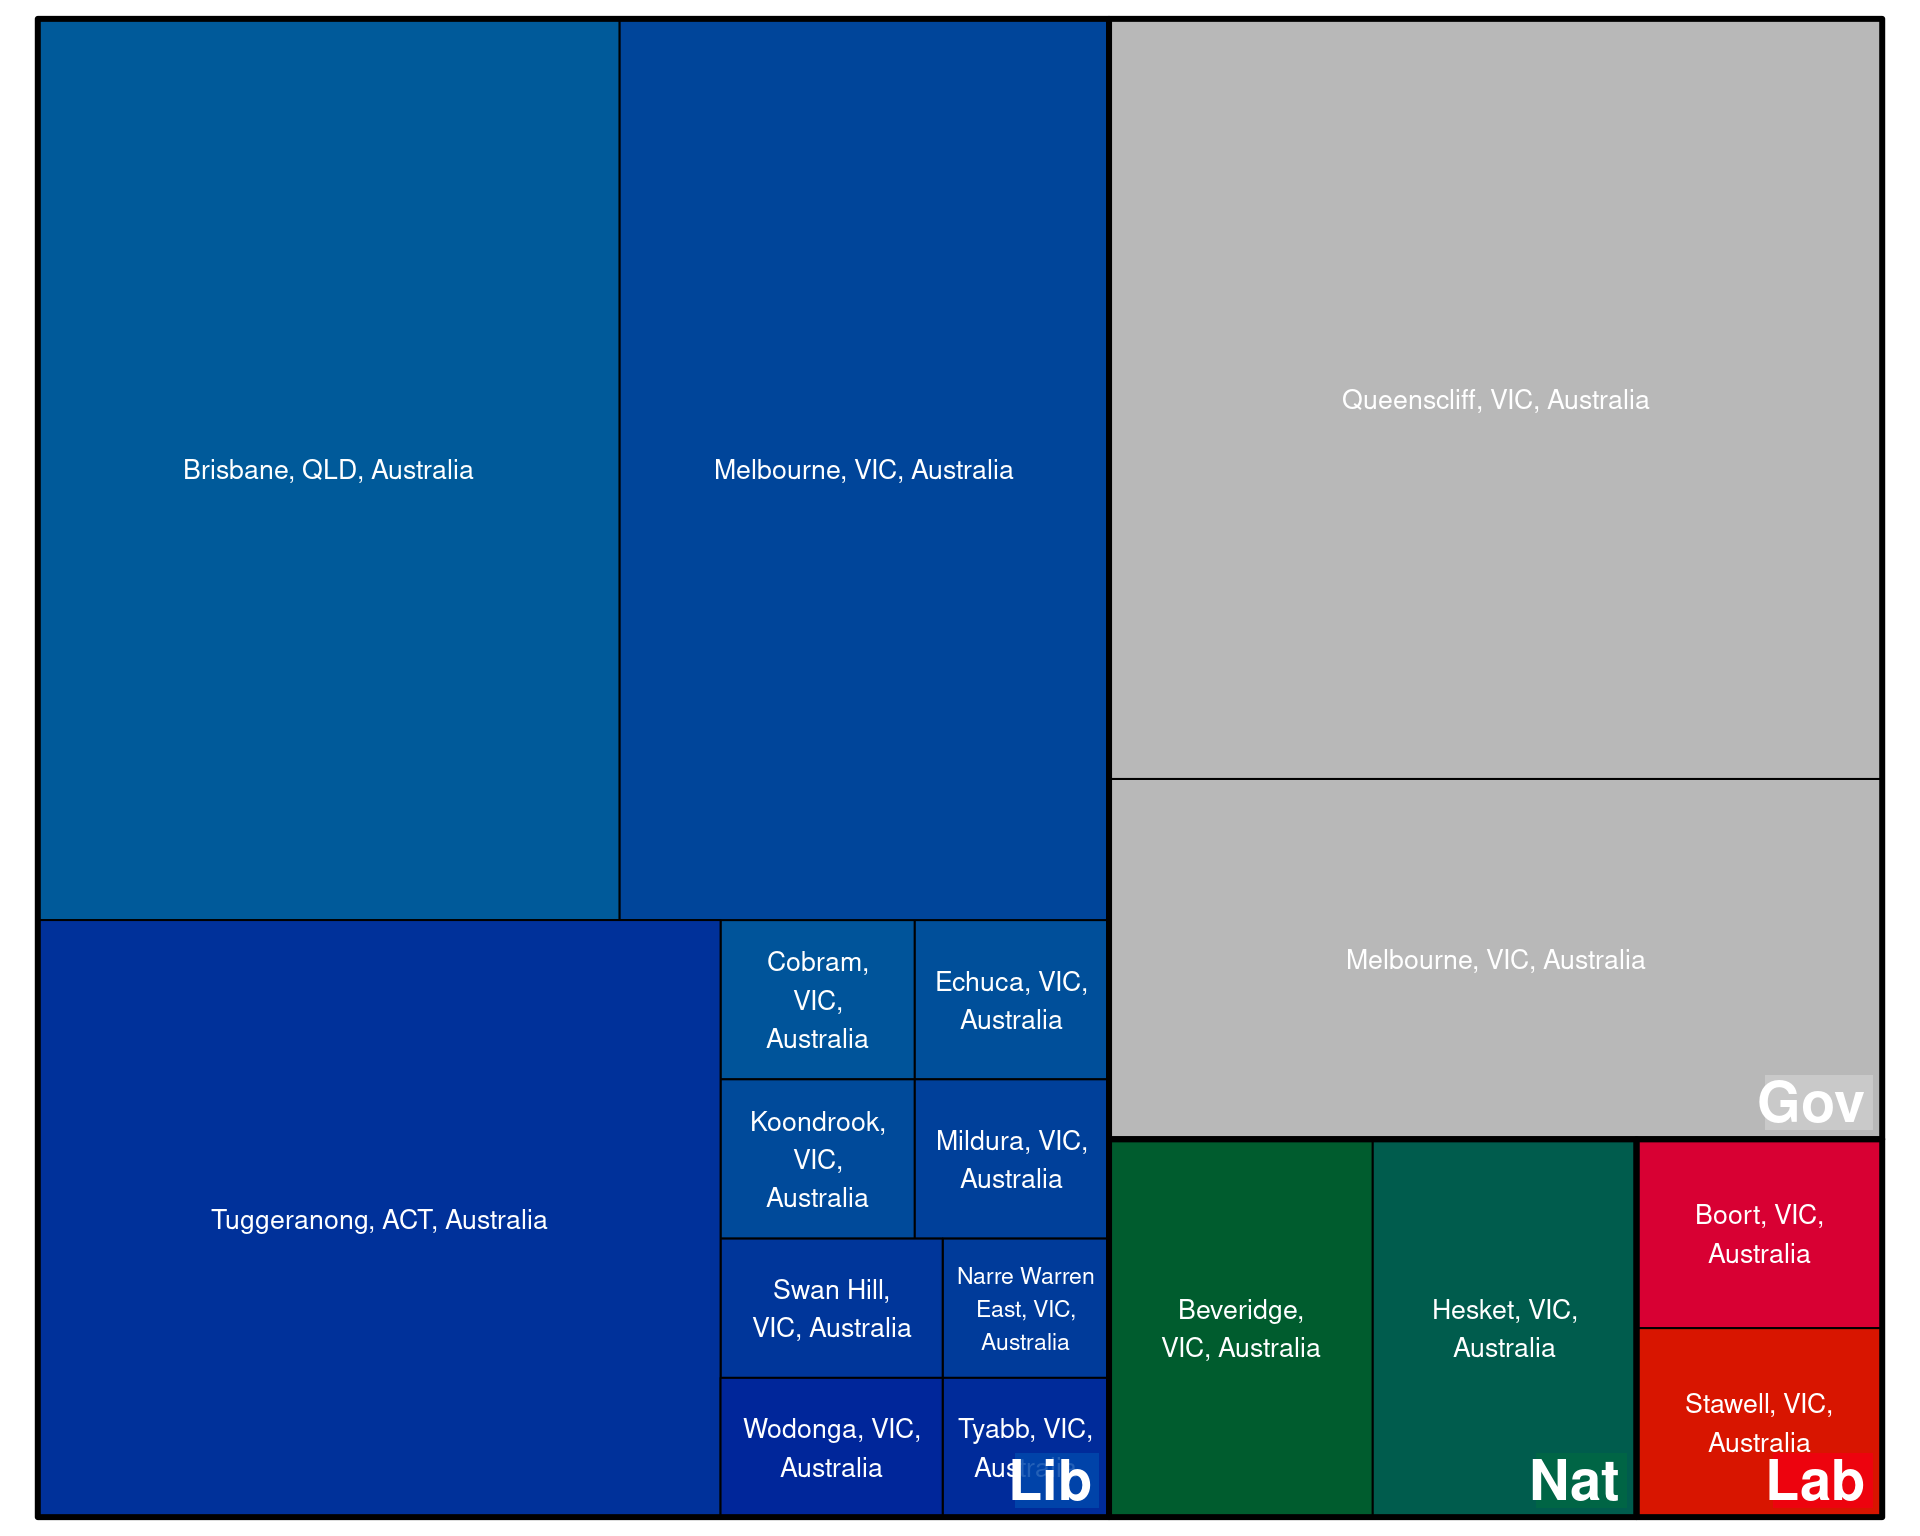 Brisbane, QLD, Australia
Melbourne, VIC, Australia
Tuggeranong, ACT, Australia
Cobram,
VIC,
Australia
Echuca, VIC,
Australia
Koondrook,
VIC,
Australia
Mildura, VIC,
Australia
Swan Hill,
VIC, Australia
Narre Warren
East, VIC,
Australia
Wodonga, VIC,
Australia
Tyabb, VIC,
Australia
Lib
Queenscliff, VIC, Australia
Melbourne, VIC, Australia
Gov
Beveridge,
VIC, Australia
Hesket, VIC,
Australia
Nat
Boort, VIC,
Australia
Stawell, VIC,
Australia
Lab